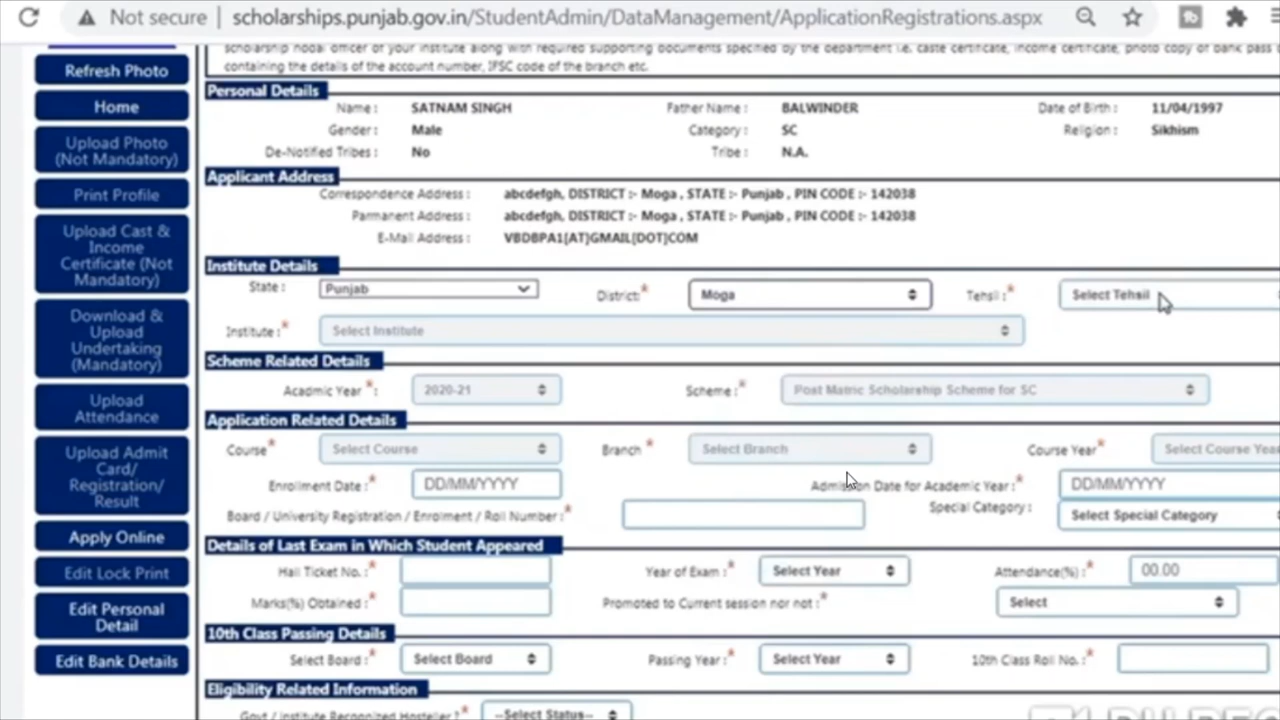 Not secure scholarships.punjab.gov.in/StudentAdmin/DataManagement/ApplicationRegistrations.aspx
scholarship nodal officer of your institute along with required supporting documents specified by the department i.e. caste certificate, income certificate, photo copy of bank pass
containing the details of the account number, IFSC code of the branch etc.
Refresh Photo
Home
Upload Photo
(Not Mandatory)
Print Profile
Upload Cast &
Income
Certificate (Not
Mandatory)
Download &
Upload
Undertaking
(Mandatory)
Upload
Attendance
Upload Admit
Card/
Registration/
Result
Apply Online
Edit Lock Print
Edit Personal
Detail
Edit Bank Details
Personal Details
Name : SATNAM SINGH Father Name : BALWINDER Date of Birth : 11/04/1997
Gender : Male Category : SC Religion : Sikhism
De-Notified Tribes : No Tribe : N.A.
Applicant Address
Correspondence Address : abcdefgh, DISTRICT :- Moga , STATE :- Punjab , PIN CODE :- 142038
Parmanent Address : abcdefgh, DISTRICT :- Moga , STATE :- Punjab , PIN CODE :- 142038
E-Mail Address : VBDBPA1[AT]GMAIL[DOT]COM
Institute Details
State : Punjab District:* Moga Tehsil :* Select Tehsil
Institute :* Select Institute
Scheme Related Details
Acadmic Year *: 2020-21 Scheme :* Post Matric Scholarship Scheme for SC
Application Related Details
Course* Select Course Branch * Select Branch Course Year* Select Course Year
Enrollment Date :* DD/MM/YYYY Admission Date for Academic Year :* DD/MM/YYYY
Board / University Registration / Enrolment / Roll Number :* Special Category : Select Special Category
Details of Last Exam in Which Student Appeared
Hall Ticket No. :* Year of Exam :* Select Year Attendance(%) :* 00.00
Marks(%) Obtained :* Promoted to Current session nor not :* Select
10th Class Passing Details
Select Board :* Select Board Passing Year :* Select Year 10th Class Roll No. :*
Eligibility Related Information
Govt / Institute Recognized Hosteller ?* --Select Status--